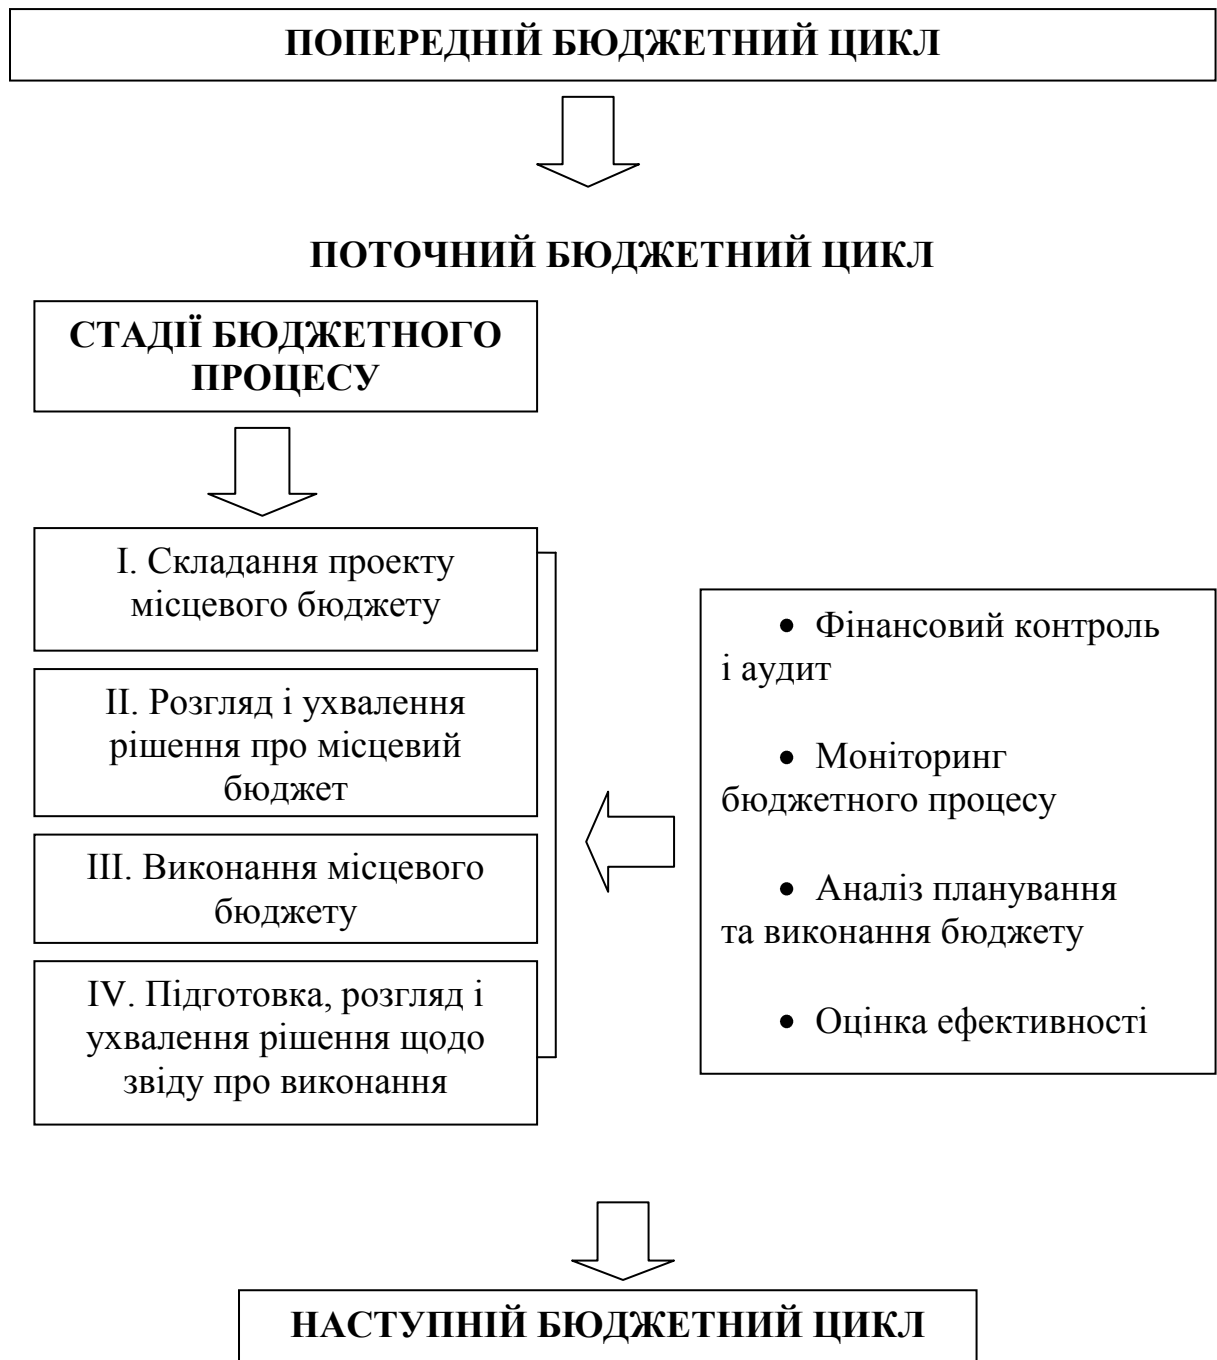 ПОПЕРЕДНІЙ БЮДЖЕТНИЙ ЦИКЛ
ПОТОЧНИЙ БЮДЖЕТНИЙ ЦИКЛ
СТАДІЇ БЮДЖЕТНОГО
ПРОЦЕСУ
І. Складання проекту
місцевого бюджету
ІІ. Розгляд і ухвалення
рішення про місцевий
бюджет
ІІІ. Виконання місцевого
бюджету
IV. Підготовка, розгляд і
ухвалення рішення щодо
звіду про виконання
• Фінансовий контроль
і аудит
• Моніторинг
бюджетного процесу
• Аналіз планування
та виконання бюджету
• Оцінка ефективності
НАСТУПНІЙ БЮДЖЕТНИЙ ЦИКЛ